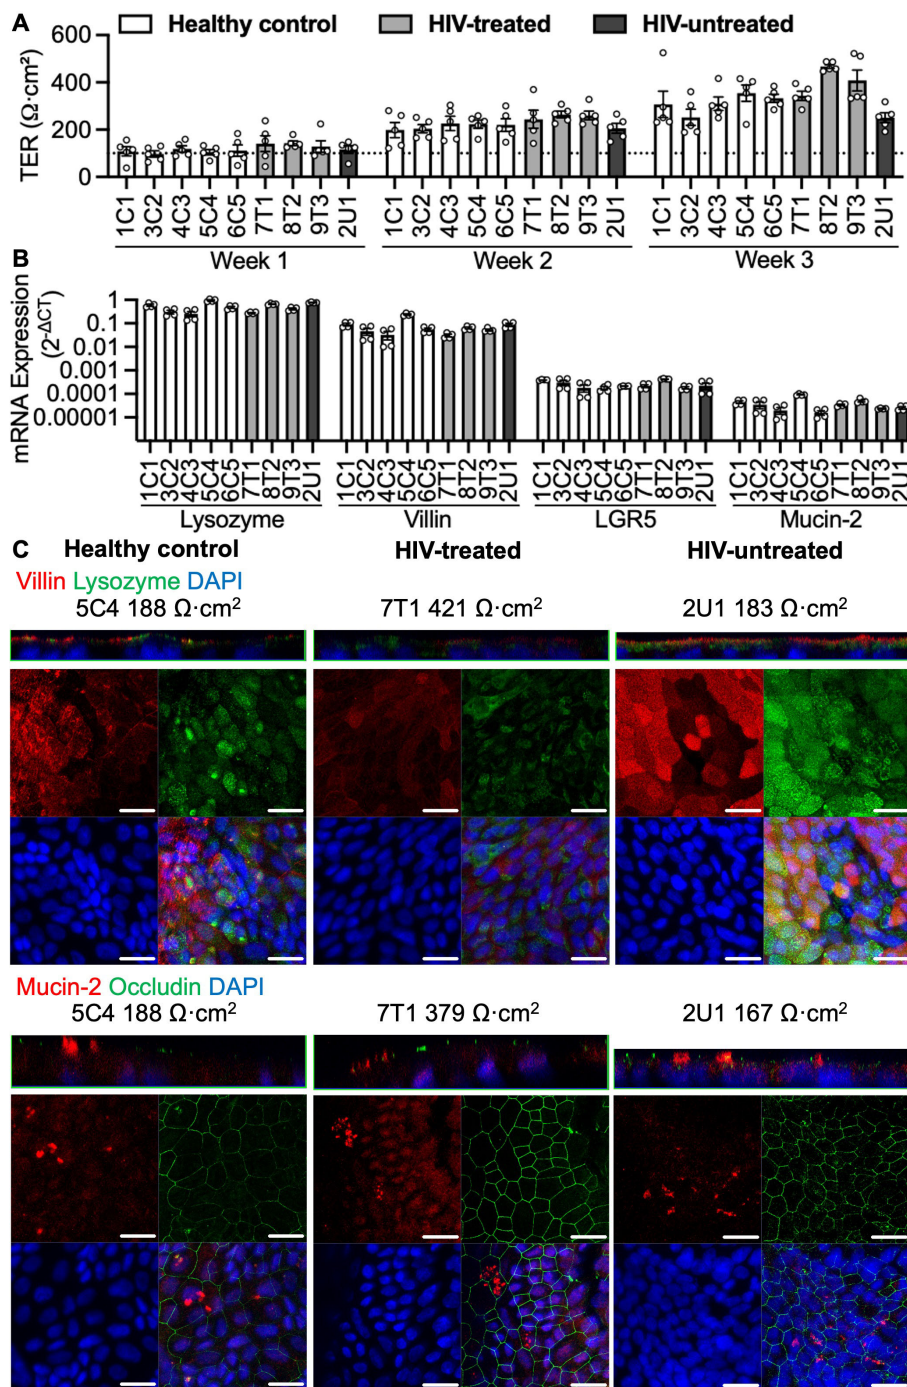 A
Healthy control HIV-treated HIV-untreated
TER (Ω·cm²)
600
400
200
0
1C1 3C2 4C3 5C4 6C5 7T1 8T2 9T3 2U1 1C1 3C2 4C3 5C4 6C5 7T1 8T2 9T3 2U1 1C1 3C2 4C3 5C4 6C5 7T1 8T2 9T3 2U1
Week 1 Week 2 Week 3
B
mRNA Expression
(2-ΔCT)
1
0.1
0.01
0.001
0.0001
0.00001
1C1 3C2 4C3 5C4 6C5 7T1 8T2 9T3 2U1 1C1 3C2 4C3 5C4 6C5 7T1 8T2 9T3 2U1 1C1 3C2 4C3 5C4 6C5 7T1 8T2 9T3 2U1 1C1 3C2 4C3 5C4 6C5 7T1 8T2 9T3 2U1
Lysozyme Villin LGR5 Mucin-2
C Healthy control HIV-treated HIV-untreated
Villin Lysozyme DAPI
5C4 188 Ω·cm² 7T1 421 Ω·cm² 2U1 183 Ω·cm²
Mucin-2 Occludin DAPI
5C4 188 Ω·cm² 7T1 379 Ω·cm² 2U1 167 Ω·cm²